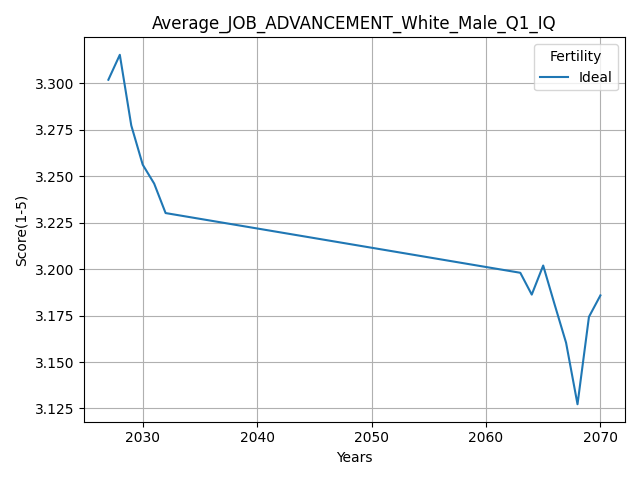 Average_JOB_ADVANCEMENT_White_Male_Q1_IQ
Fertility
Ideal
3.300
3.275
3.250
3.225
3.200
3.175
3.150
3.125
Score(1-5)
2030 2040 2050 2060 2070
Years